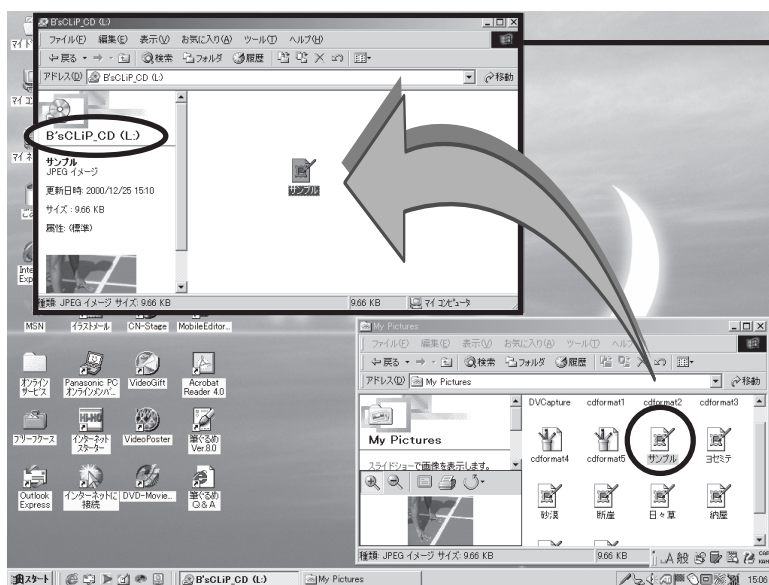 B'sCLiP_CD (L:)
ファイル(F) 編集(E) 表示(V) お気に入り(A) ツール(T) ヘルプ(H)
戻る 検索 フォルダ 履歴
アドレス(D) B'sCLiP_CD (L:) 移動
B'sCLiP_CD (L:)
サンプル
JPEG イメージ
更新日時: 2000/12/25 15:10
サイズ: 9.66 KB
属性: (標準)
サンプル
種類: JPEG イメージ サイズ: 9.66 KB 9.66 KB マイ コンピュータ
MSN イラストメール CN-Stage MobileEditor...
オンライン サービス
Panasonic PC オンラインメンバ...
VideoGift
Acrobat Reader 4.0
フリーフケース
インターネット スターター
VideoPoster
筆ぐるめ Ver.8.0
Outlook Express
インターネットに 接続
DVD-Movie...
筆ぐるめ Q & A
My Pictures
ファイル(F) 編集(E) 表示(V) お気に入り(A) ツール(T)
戻る 検索 フォルダ 履歴
アドレス(D) My Pictures 移動
My Pictures
スライドショーで画像を表示します。
DVCapture cdformat1 cdformat2 cdformat3
cdformat4 cdformat5 サンプル ヨセミテ
砂漠 断崖 日々草 納屋
種類: JPEG イメージ サイズ: 9.66 KB 9.66 KB
A 般
スタート B'sCLiP_CD (L:) My Pictures